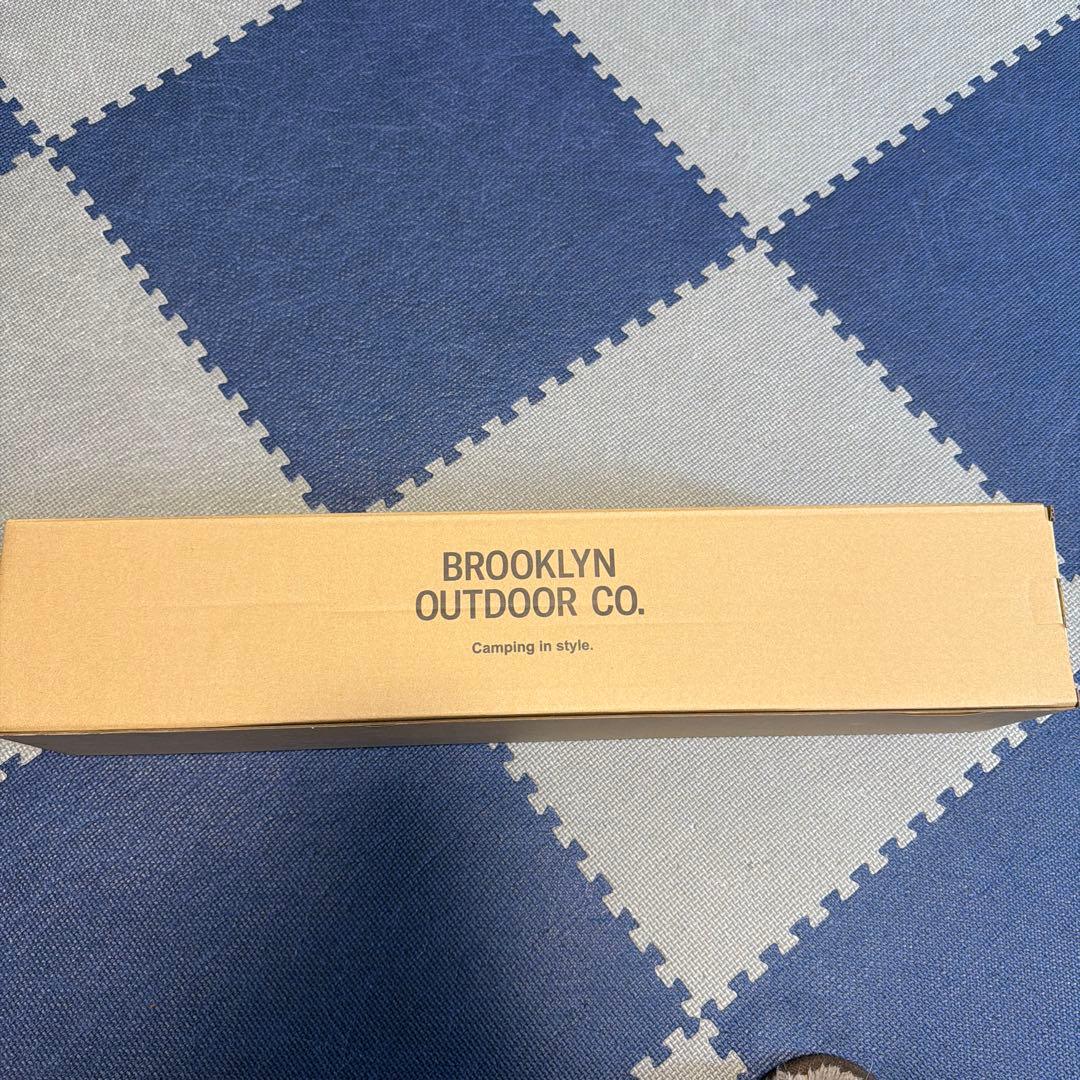 BROOKLYN
OUTDOOR CO.
Camping in style.